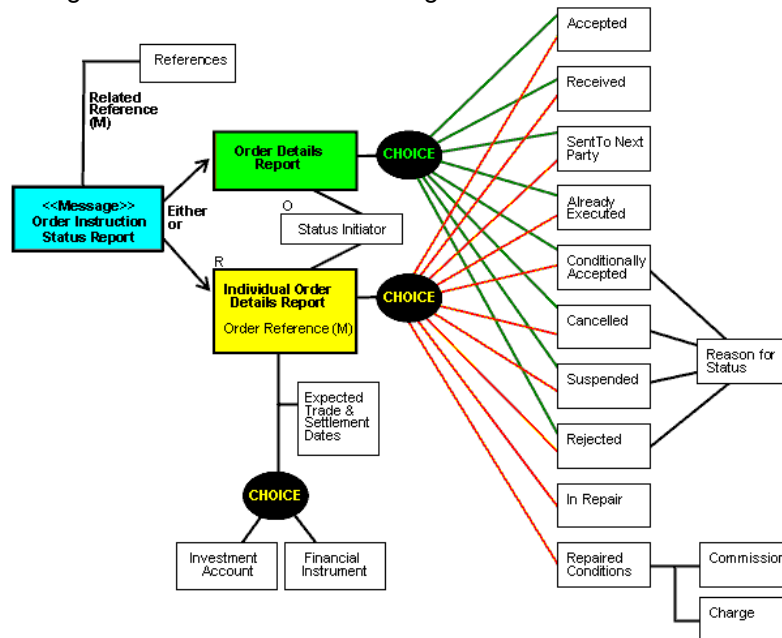 References
Related
Reference
(M)
<<Message>>
Order Instruction
Status Report
Either
or
Order Details
Report
CHOICE
O
Status Initiator
R
Individual Order
Details Report
Order Reference (M)
CHOICE
Expected
Trade &
Settlement
Dates
CHOICE
Investment
Account
Financial
Instrument
Accepted
Received
SentTo Next
Party
Already
Executed
Conditionally
Accepted
Cancelled
Suspended
Rejected
In Repair
Repaired
Conditions
Reason for
Status
Commission
Charge